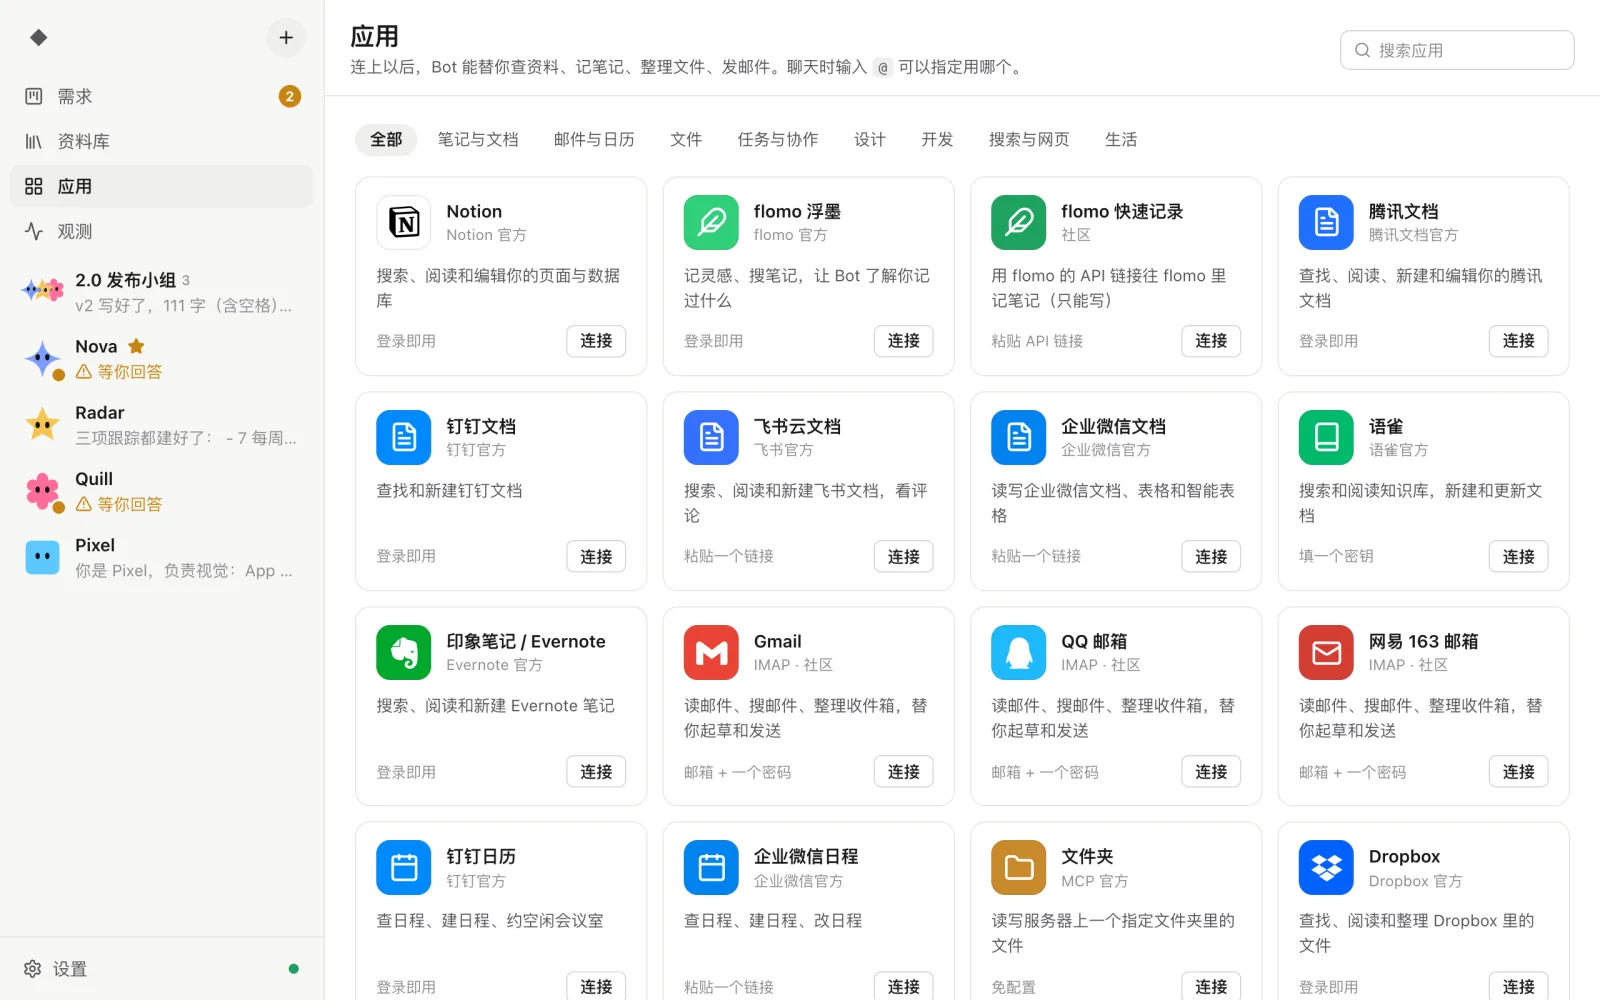 需求
2
资料库
应用
观测
2.0 发布小组 3
v2 写好了，111 字（含空格）...
Nova
等你回答
Radar
三项跟踪都建好了： - 7 每周...
Quill
等你回答
Pixel
你是 Pixel，负责视觉：App ...
设置
应用
连上以后，Bot 能替你查资料、记笔记、整理文件、发邮件。聊天时输入 @ 可以指定用哪个。
搜索应用
全部 笔记与文档 邮件与日历 文件 任务与协作 设计 开发 搜索与网页 生活
Notion
Notion 官方
搜索、阅读和编辑你的页面与数据
库
登录即用 连接
flomo 浮墨
flomo 官方
记灵感、搜笔记，让 Bot 了解你记
过什么
登录即用 连接
flomo 快速记录
社区
用 flomo 的 API 链接往 flomo 里
记笔记（只能写）
粘贴 API 链接 连接
腾讯文档
腾讯文档官方
查找、阅读、新建和编辑你的腾讯
文档
登录即用 连接
钉钉文档
钉钉官方
查找和新建钉钉文档
登录即用 连接
飞书云文档
飞书官方
搜索、阅读和新建飞书文档，看评
论
粘贴一个链接 连接
企业微信文档
企业微信官方
读写企业微信文档、表格和智能表
格
粘贴一个链接 连接
语雀
语雀官方
搜索和阅读知识库，新建和更新文
档
填一个密钥 连接
印象笔记 / Evernote
Evernote 官方
搜索、阅读和新建 Evernote 笔记
登录即用 连接
Gmail
IMAP · 社区
读邮件、搜邮件、整理收件箱，替
你起草和发送
邮箱 + 一个密码 连接
QQ 邮箱
IMAP · 社区
读邮件、搜邮件、整理收件箱，替
你起草和发送
邮箱 + 一个密码 连接
网易 163 邮箱
IMAP · 社区
读邮件、搜邮件、整理收件箱，替
你起草和发送
邮箱 + 一个密码 连接
钉钉日历
钉钉官方
查日程、建日程、约空闲会议室
登录即用 连接
企业微信日程
企业微信官方
查日程、建日程、改日程
粘贴一个链接 连接
文件夹
MCP 官方
读写服务器上一个指定文件夹里的
文件
免配置 连接
Dropbox
Dropbox 官方
查找、阅读和整理 Dropbox 里的
文件
登录即用 连接